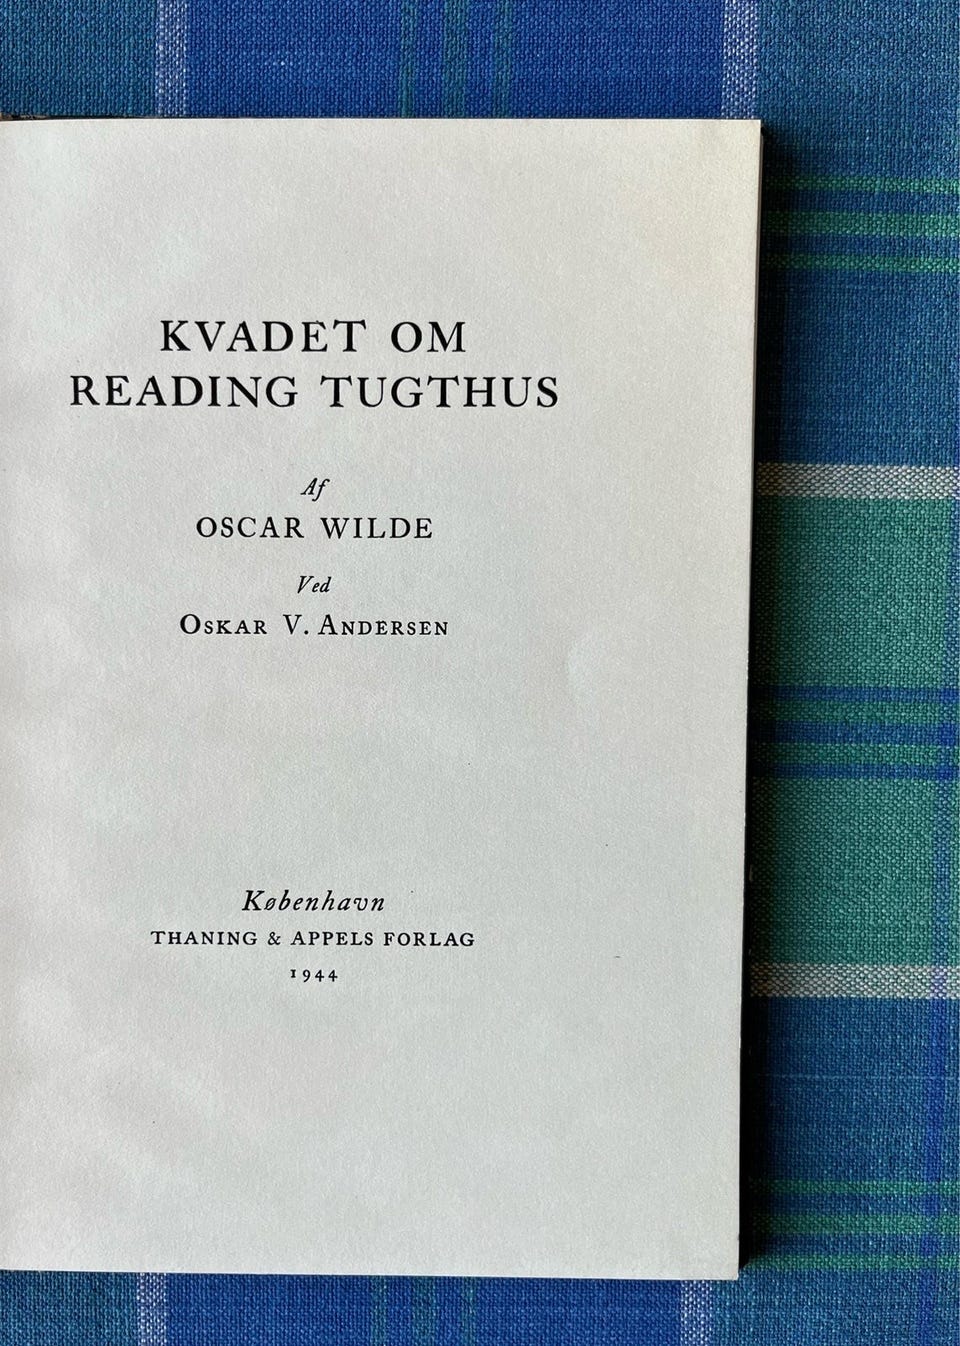 KVADET OM
READING TUGTHUS
Af
OSCAR WILDE
Ved
OSKAR V. ANDERSEN
København
THANING & APPELS FORLAG
1944